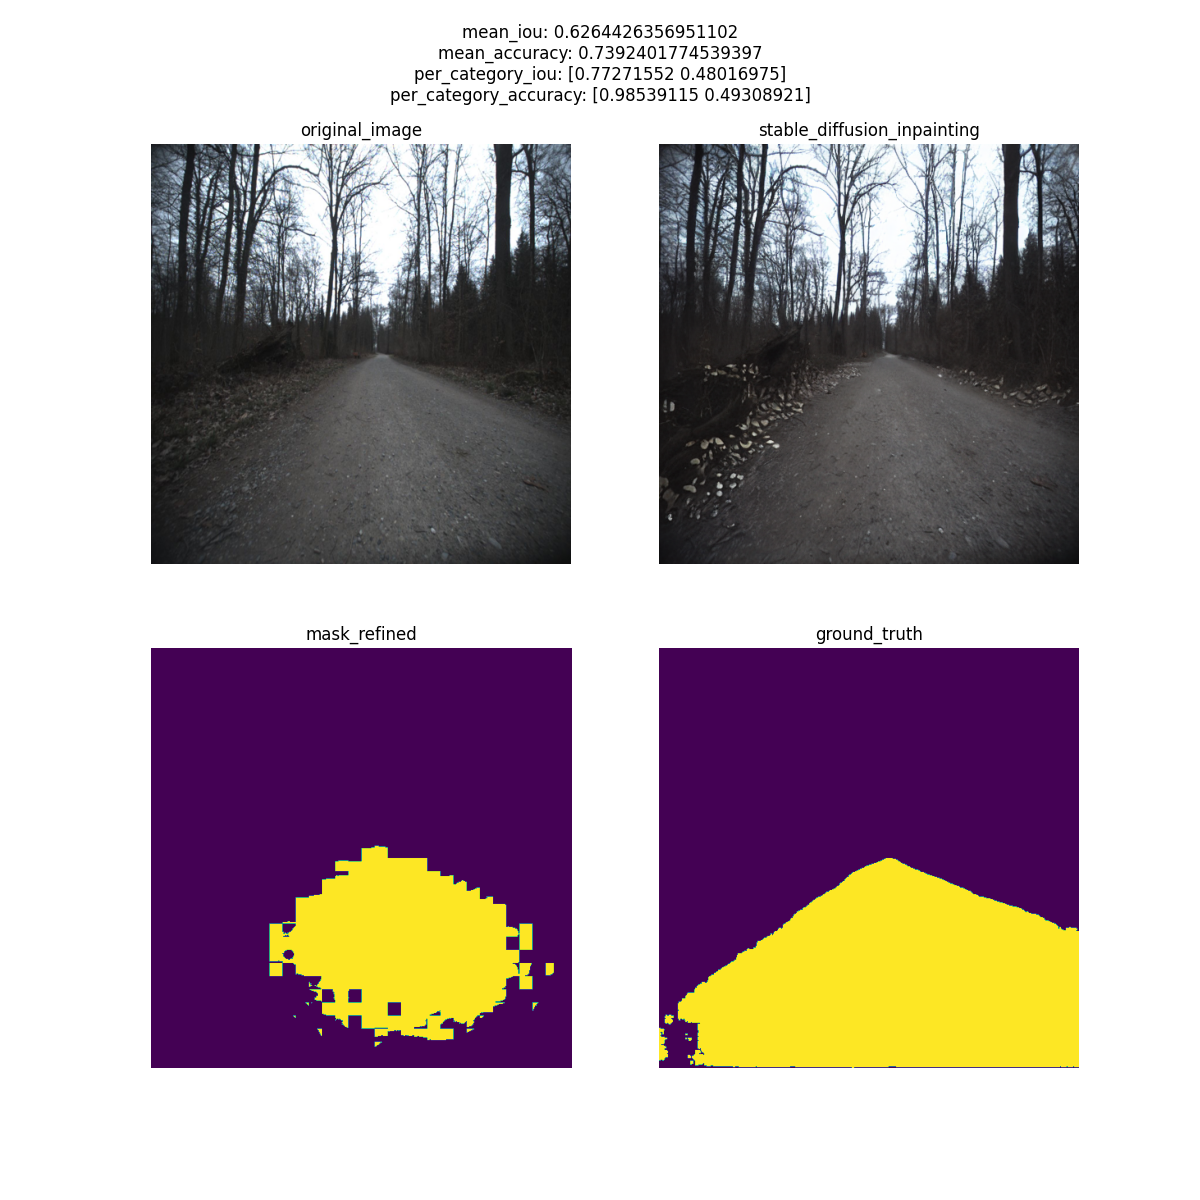 mean_iou: 0.6264426356951102
mean_accuracy: 0.7392401774539397
per_category_iou: [0.77271552 0.48016975]
per_category_accuracy: [0.98539115 0.49308921]
original_image
stable_diffusion_inpainting
mask_refined
ground_truth